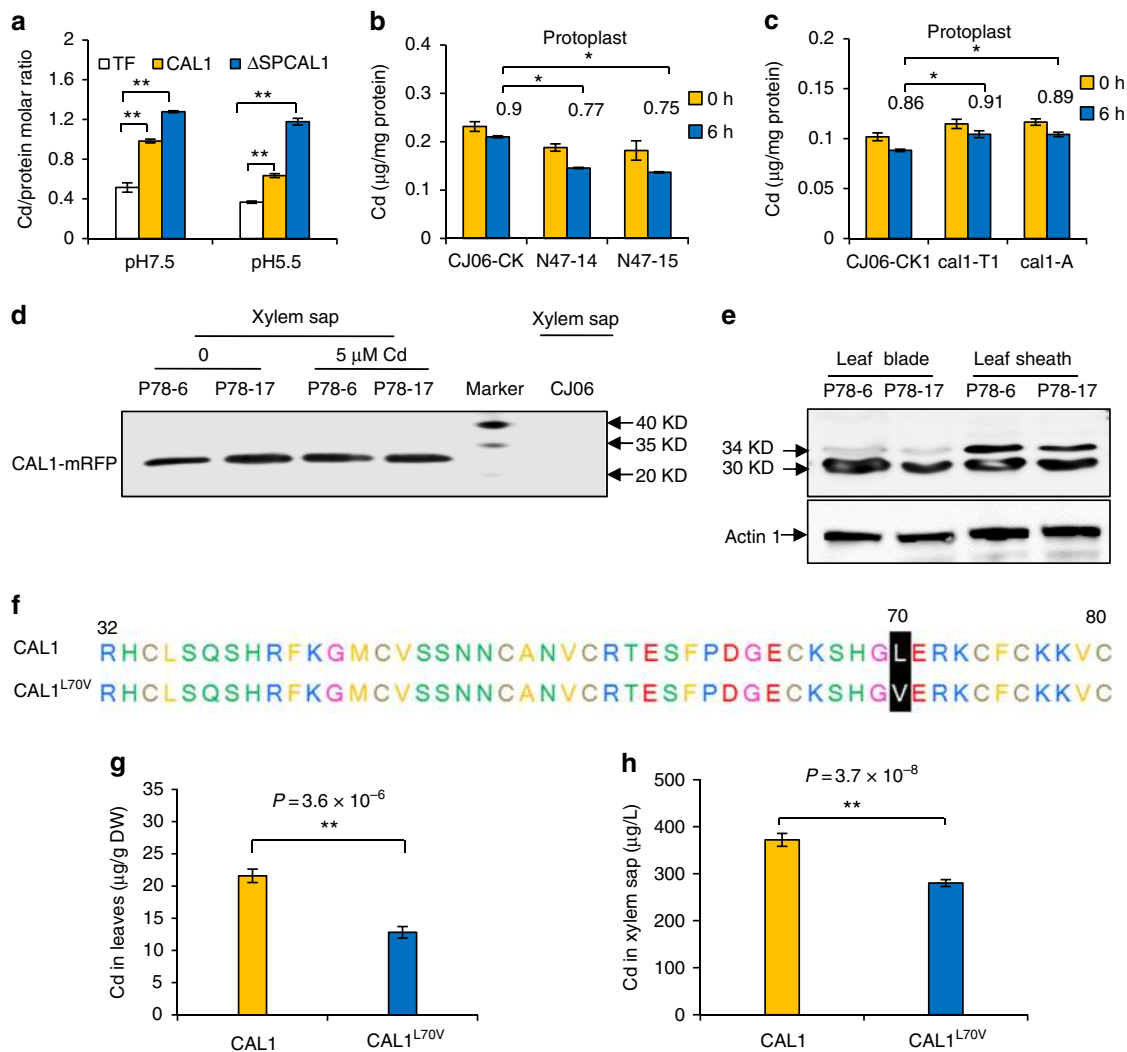 a
Cd/protein molar ratio
2
1.6
1.2
0.8
0.4
0
TF CAL1 ΔSPCAL1
**
**
**
**
pH7.5 pH5.5
b
Cd (μg/mg protein)
0.4
0.3
0.2
0.1
0
Protoplast
*
*
0.9 0.77 0.75
0 h
6 h
CJ06-CK N47-14 N47-15
c
Cd (μg/mg protein)
0.2
0.15
0.1
0.05
0
Protoplast
*
*
0.86 0.91 0.89
0 h
6 h
CJ06-CK1 cal1-T1 cal1-A
d
Xylem sap Xylem sap
0 5 μM Cd
P78-6 P78-17 P78-6 P78-17 Marker CJ06
CAL1-mRFP
40 KD
35 KD
20 KD
e
Leaf blade Leaf sheath
P78-6 P78-17 P78-6 P78-17
34 KD
30 KD
Actin 1
f
32 70 80
CAL1 RHCLSQSHRFKGMCVSSNNCANVCRTESFPDGECKSHGLERKCFCKKVC
CAL1^L70V RHCLSQSHRFKGMCVSSNNCANVCRTESFPDGECKSHGVERKCFCKKVC
g
Cd in leaves (μg/g DW)
35
30
25
20
15
10
5
0
P = 3.6 × 10⁻⁶
**
CAL1 CAL1^L70V
h
Cd in xylem sap (μg/L)
500
400
300
200
100
0
P = 3.7 × 10⁻⁸
**
CAL1 CAL1^L70V